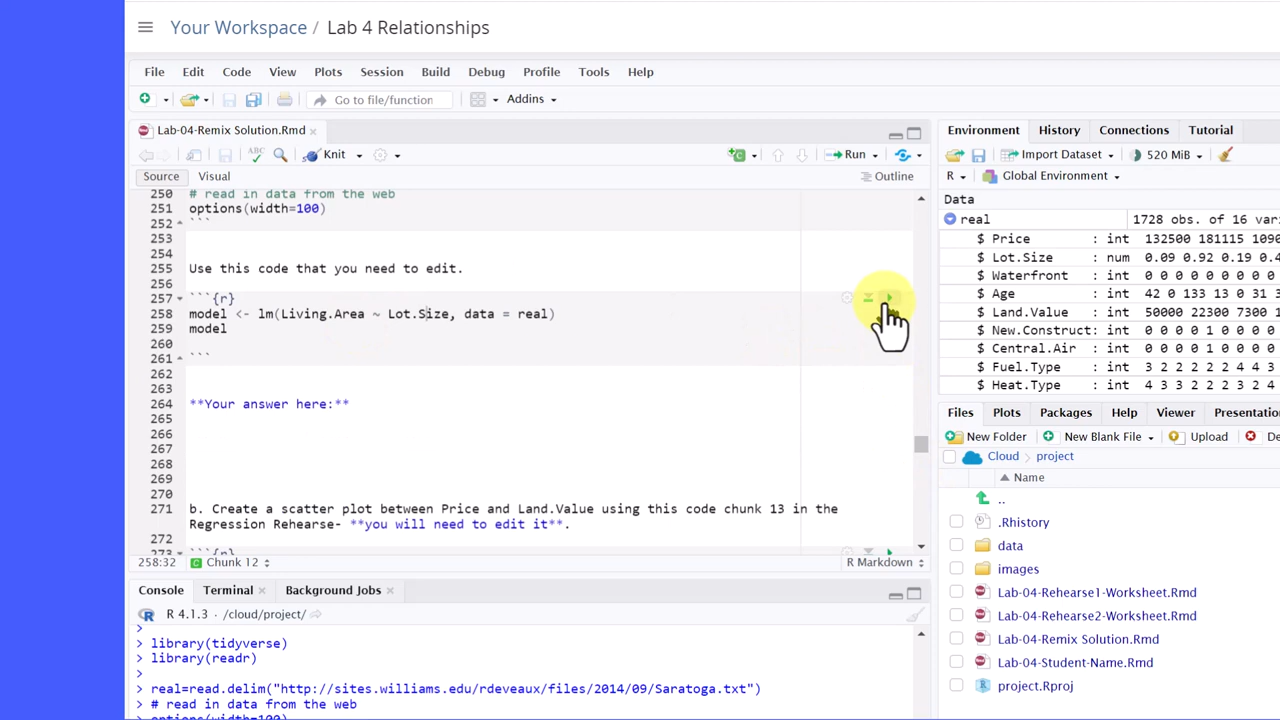 Your Workspace / Lab 4 Relationships
File Edit Code View Plots Session Build Debug Profile Tools Help
Go to file/function Addins
Lab-04-Remix Solution.Rmd
ABC Knit Run
Source Visual Outline
250 # read in data from the web
251 options(width=100)
252 ```
253
254
255 Use this code that you need to edit.
256
257 ```{r}
258 model <- lm(Living.Area ~ Lot.Size, data = real)
259 model
260
261 ```
262
263
264 **Your answer here:**
265
266
267
268
269
270
271 b. Create a scatter plot between Price and Land.Value using this code chunk 13 in the
Regression Rehearse- **you will need to edit it**.
272
273 ```{r}
258:32 Chunk 12 R Markdown
Console Terminal Background Jobs
R 4.1.3 · /cloud/project/
>
> library(tidyverse)
> library(readr)
>
> real=read.delim("http://sites.williams.edu/rdeveaux/files/2014/09/Saratoga.txt")
> # read in data from the web
> options(width=100)
Environment History Connections Tutorial
Import Dataset 520 MiB
R Global Environment
Data
real 1728 obs. of 16 vari
$ Price : int 132500 181115 1090
$ Lot.Size : num 0.09 0.92 0.19 0.4
$ Waterfront : int 0 0 0 0 0 0 0 0 0
$ Age : int 42 0 133 13 0 31 3
$ Land.Value : int 50000 22300 7300 1
$ New.Construct: int 0 0 0 0 1 0 0 0 0
$ Central.Air : int 0 0 0 0 1 0 0 0 0
$ Fuel.Type : int 3 2 2 2 2 2 4 4 3
$ Heat.Type : int 4 3 3 2 2 2 3 2 4
Files Plots Packages Help Viewer Presentatio
New Folder New Blank File Upload De
Cloud project
Name
..
.Rhistory
data
images
Lab-04-Rehearse1-Worksheet.Rmd
Lab-04-Rehearse2-Worksheet.Rmd
Lab-04-Remix Solution.Rmd
Lab-04-Student-Name.Rmd
project.Rproj